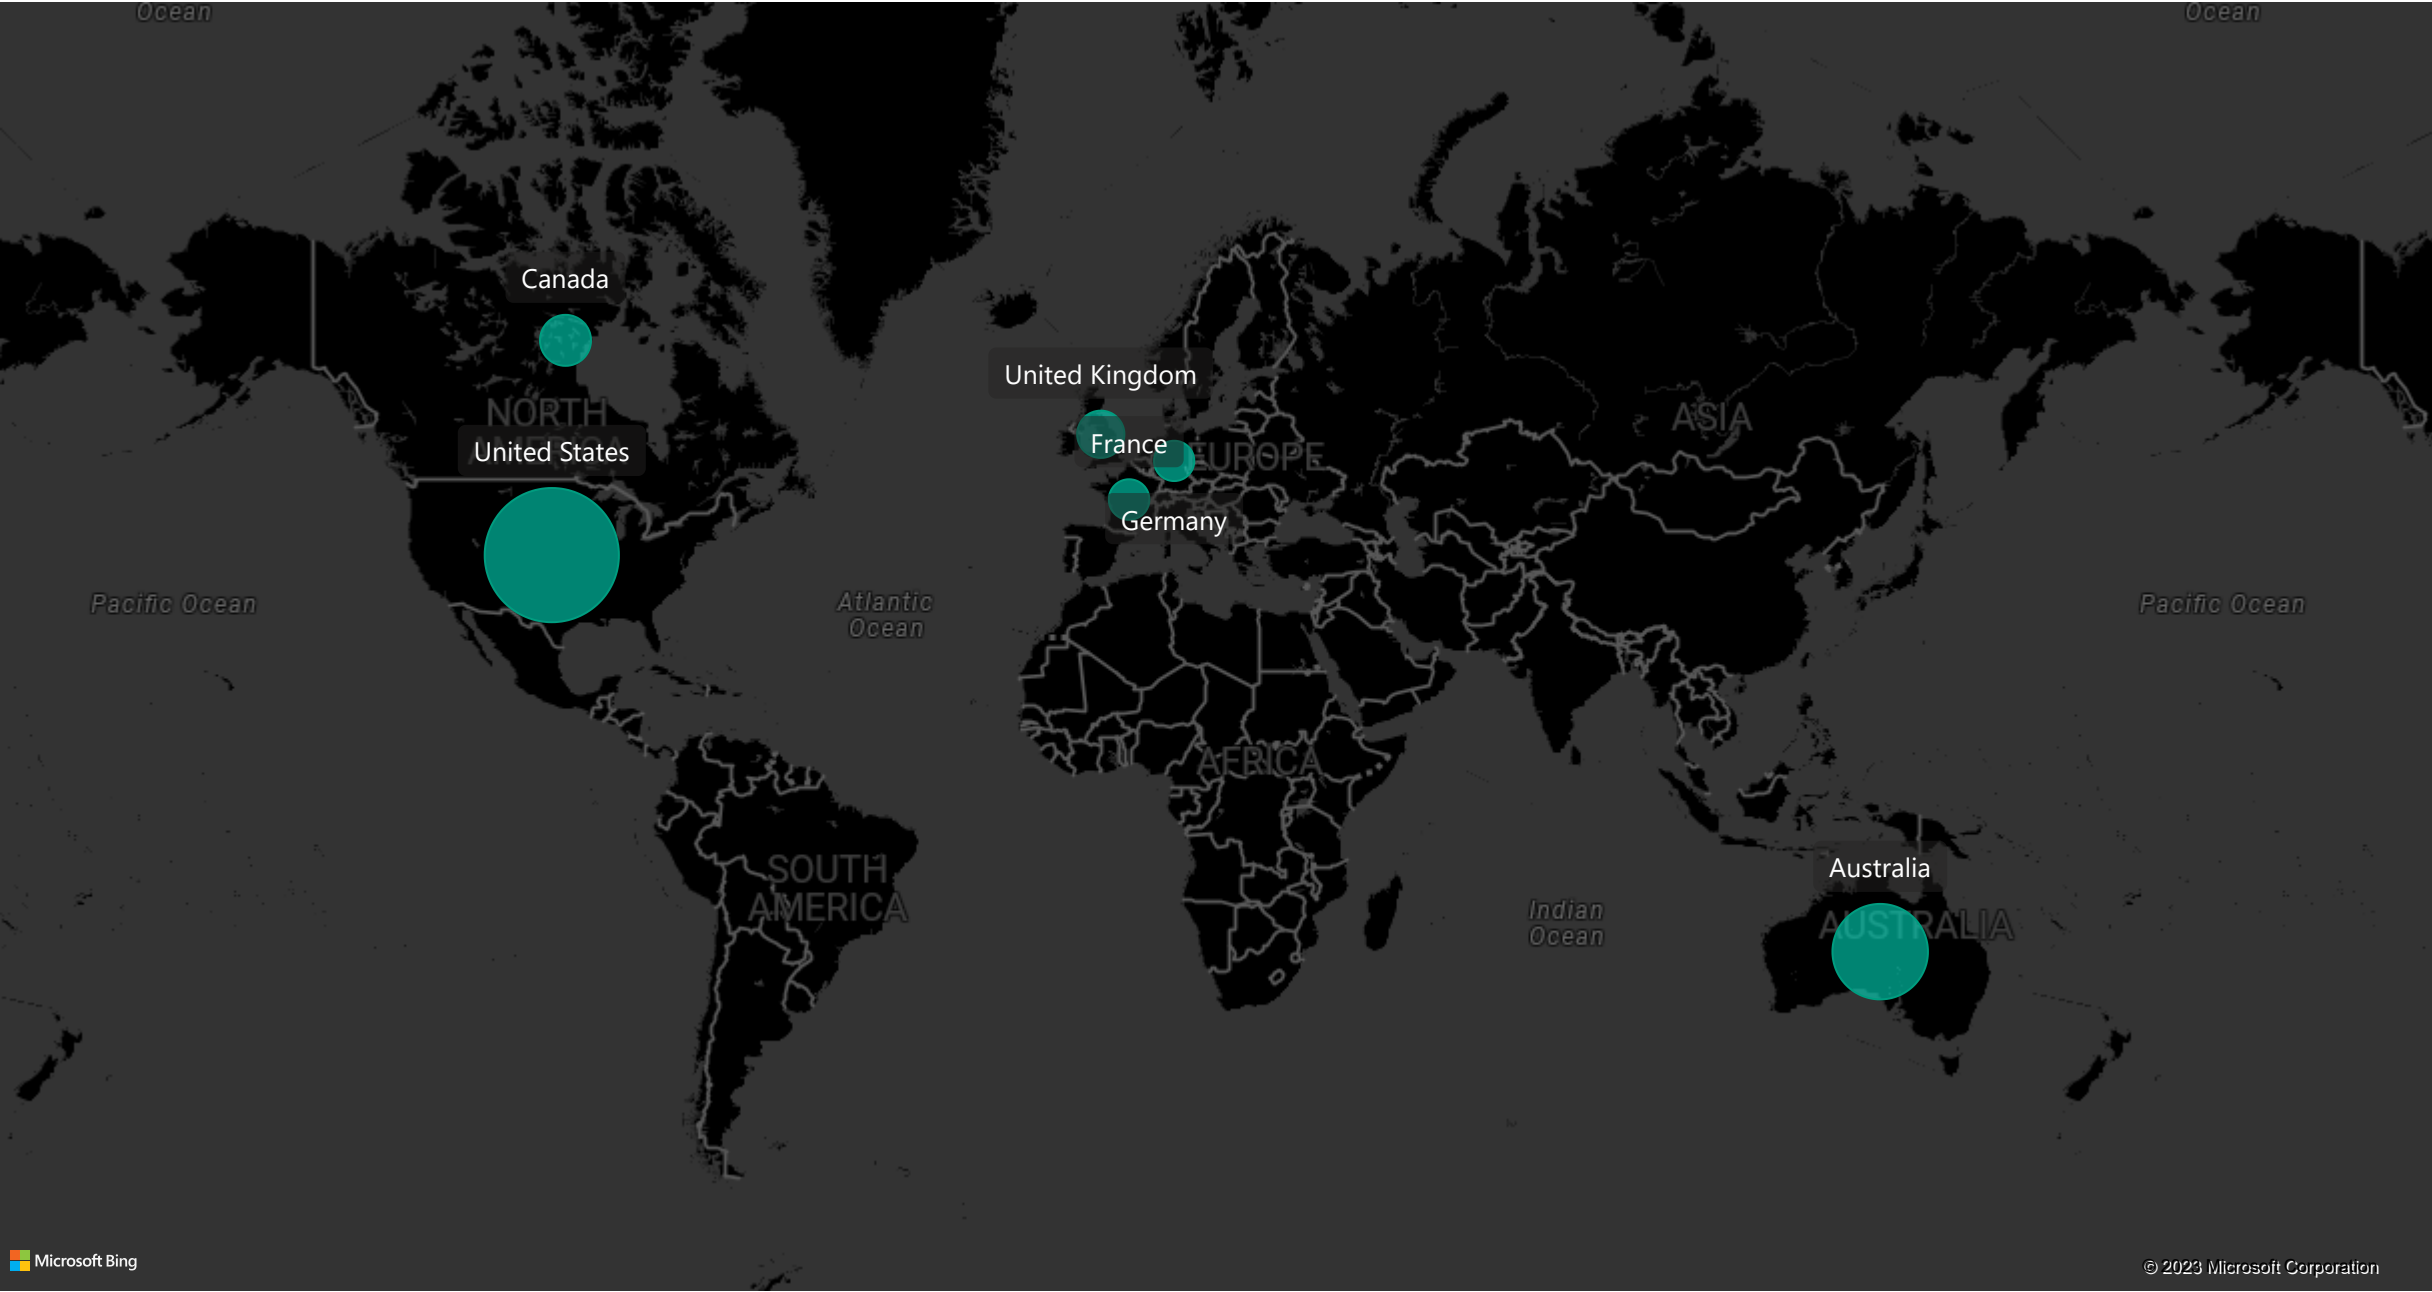 Ocean
Ocean
Canada
United Kingdom
NORTH
AMERICA
United States
France
EUROPE
ASIA
Germany
Pacific Ocean
Atlantic
Ocean
Pacific Ocean
AFRICA
SOUTH
AMERICA
Australia
AUSTRALIA
Indian
Ocean
Microsoft Bing
© 2023 Microsoft Corporation